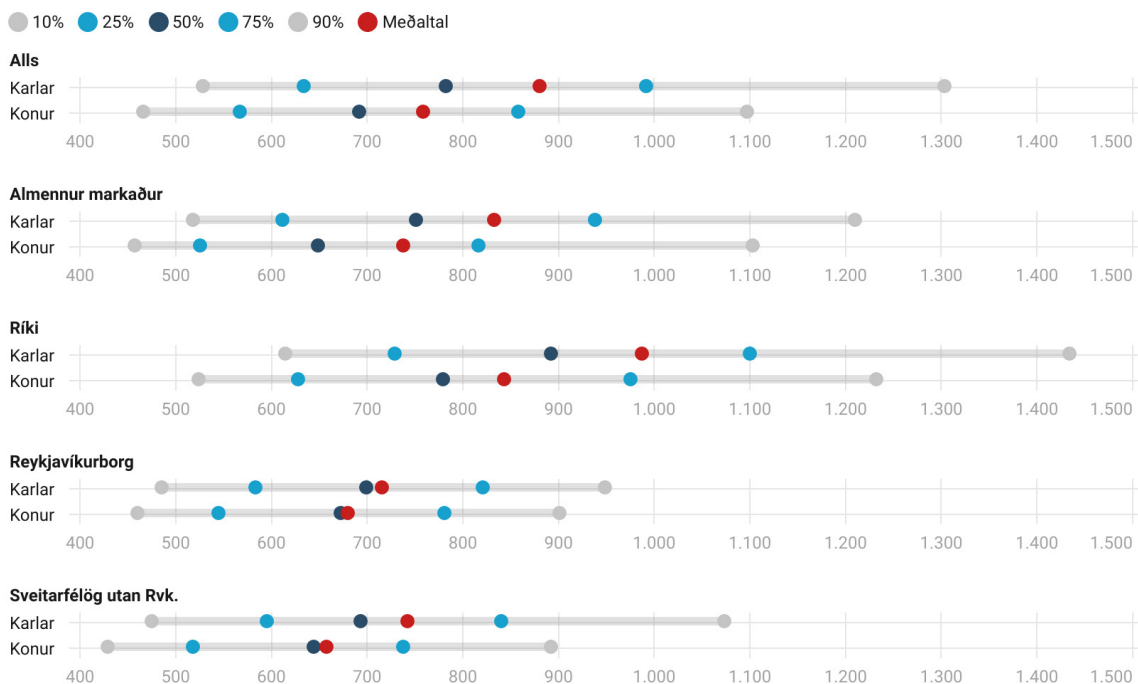 10% 25% 50% 75% 90% Meðaltal
Alls
Karlar
Konur
400 500 600 700 800 900 1.000 1.100 1.200 1.300 1.400 1.500
Almennur markaður
Karlar
Konur
400 500 600 700 800 900 1.000 1.100 1.200 1.300 1.400 1.500
Ríki
Karlar
Konur
400 500 600 700 800 900 1.000 1.100 1.200 1.300 1.400 1.500
Reykjavíkurborg
Karlar
Konur
400 500 600 700 800 900 1.000 1.100 1.200 1.300 1.400 1.500
Sveitarfélög utan Rvk.
Karlar
Konur
400 500 600 700 800 900 1.000 1.100 1.200 1.300 1.400 1.500